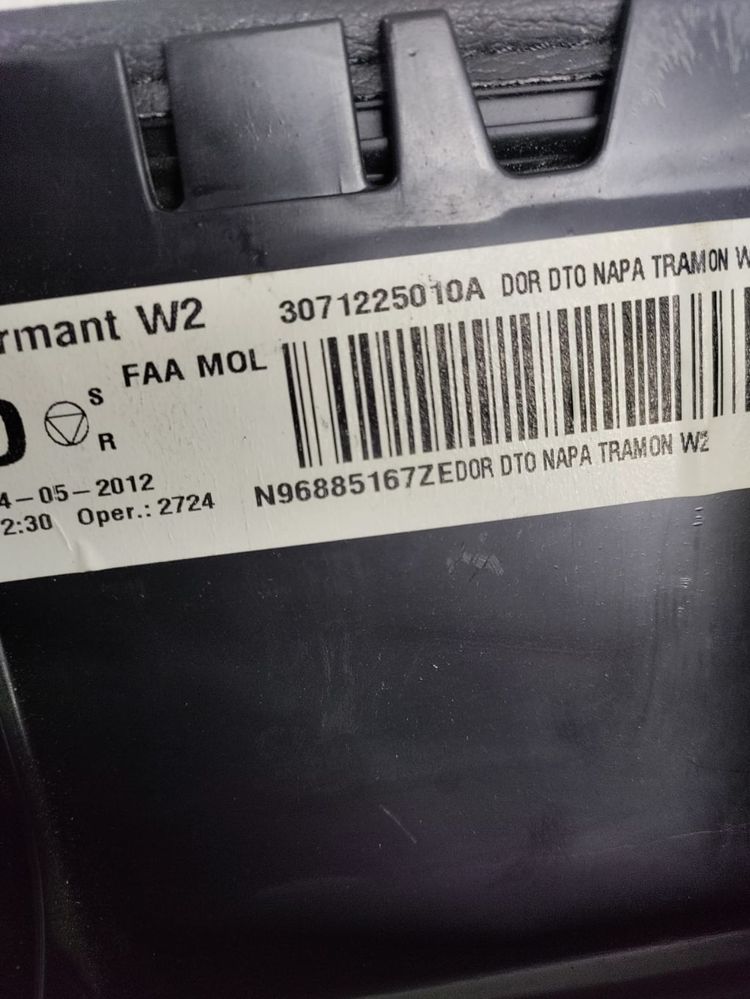 rmant W2
3071225010A DOR DTO NAPA TRAMON W
FAA MOL
S
R
4-05-2012
2:30 Oper.: 2724
N96885167ZEDOR DTO NAPA TRAMON W2